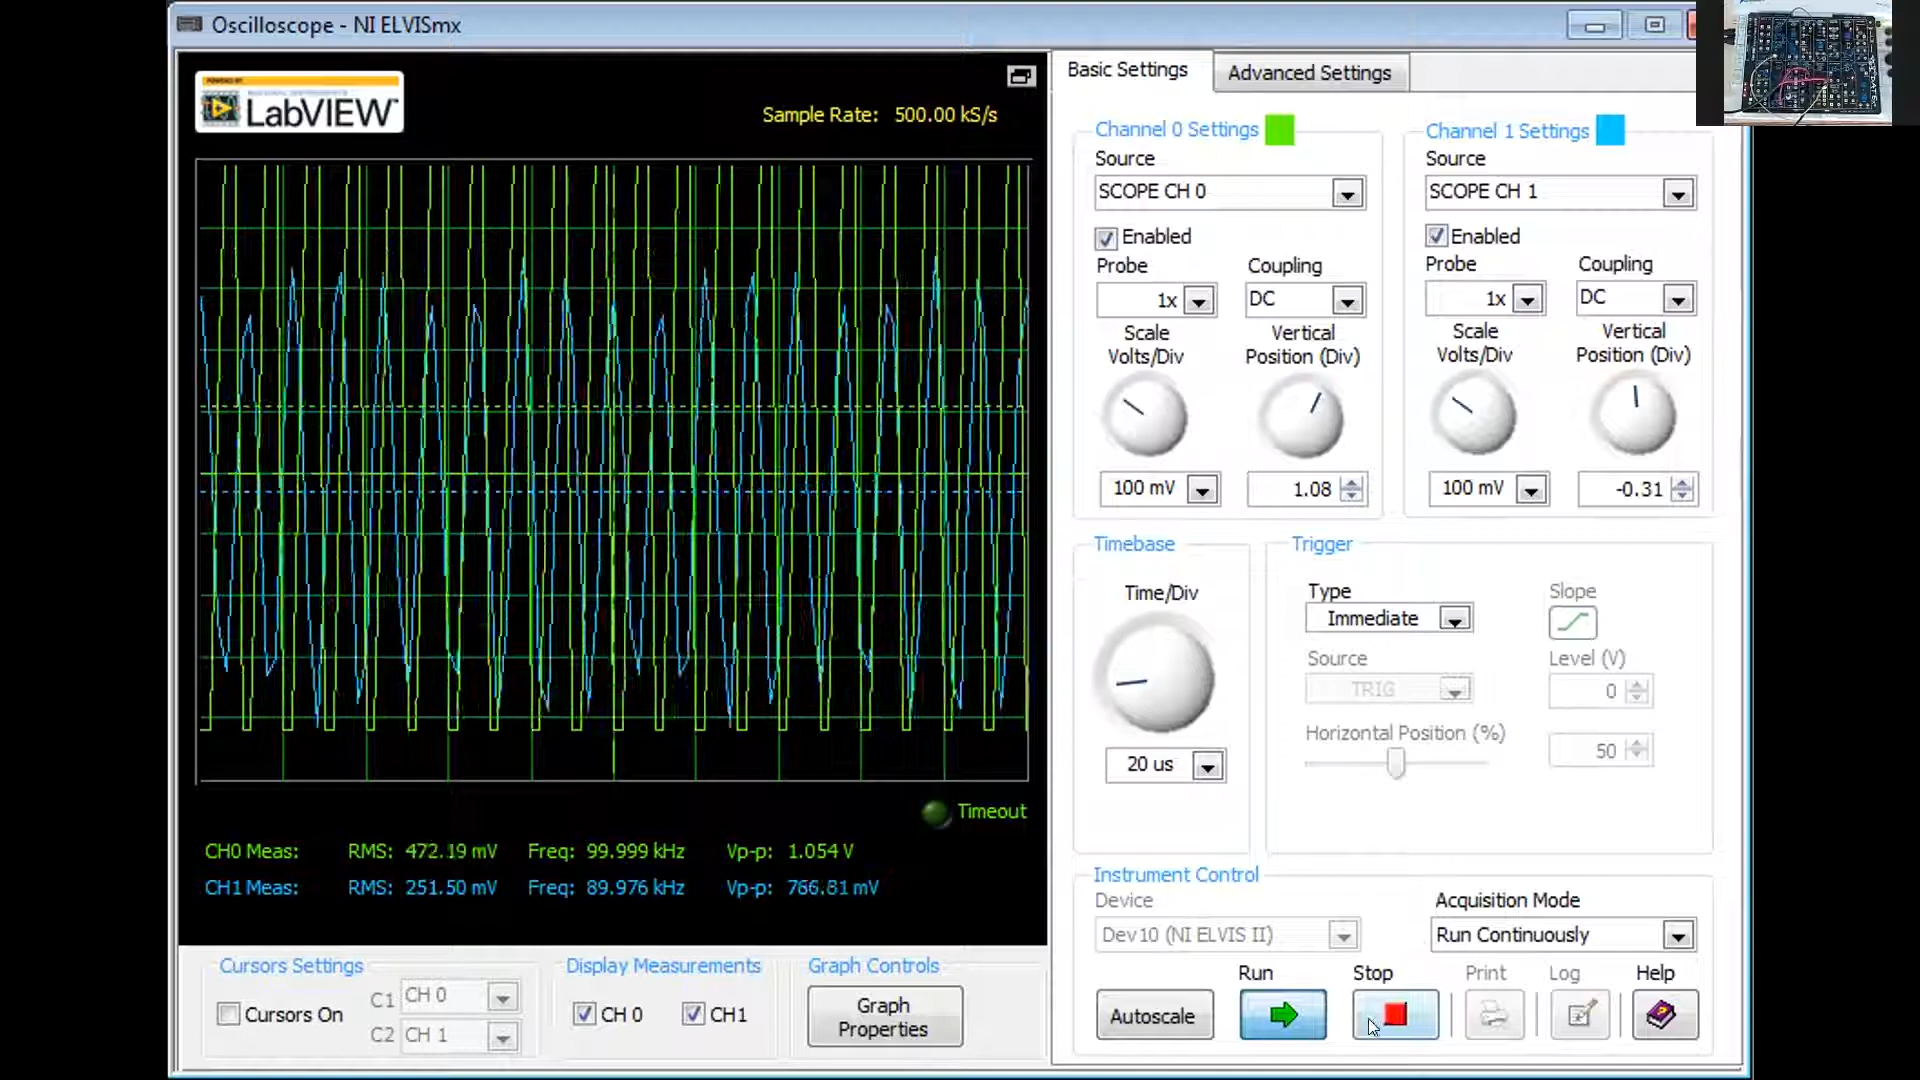 Oscilloscope - NI ELVISmx
LabVIEW™
Sample Rate: 500.00 kS/s
Timeout
CH0 Meas: RMS: 472.19 mV Freq: 99.999 kHz Vp-p: 1.054 V
CH1 Meas: RMS: 251.50 mV Freq: 89.976 kHz Vp-p: 766.81 mV
Cursors Settings
Cursors On
C1 CH 0
C2 CH 1
Display Measurements
CH 0 CH1
Graph Controls
Graph
Properties
Basic Settings Advanced Settings
Channel 0 Settings
Source
SCOPE CH 0
Enabled
Probe Coupling
1x DC
Scale Vertical
Volts/Div Position (Div)
100 mV 1.08
Channel 1 Settings
Source
SCOPE CH 1
Enabled
Probe Coupling
1x DC
Scale Vertical
Volts/Div Position (Div)
100 mV -0.31
Timebase
Time/Div
20 us
Trigger
Type Slope
Immediate
Source Level (V)
TRIG 0
Horizontal Position (%)
50
Instrument Control
Device Acquisition Mode
Dev10 (NI ELVIS II) Run Continuously
Run Stop Print Log Help
Autoscale